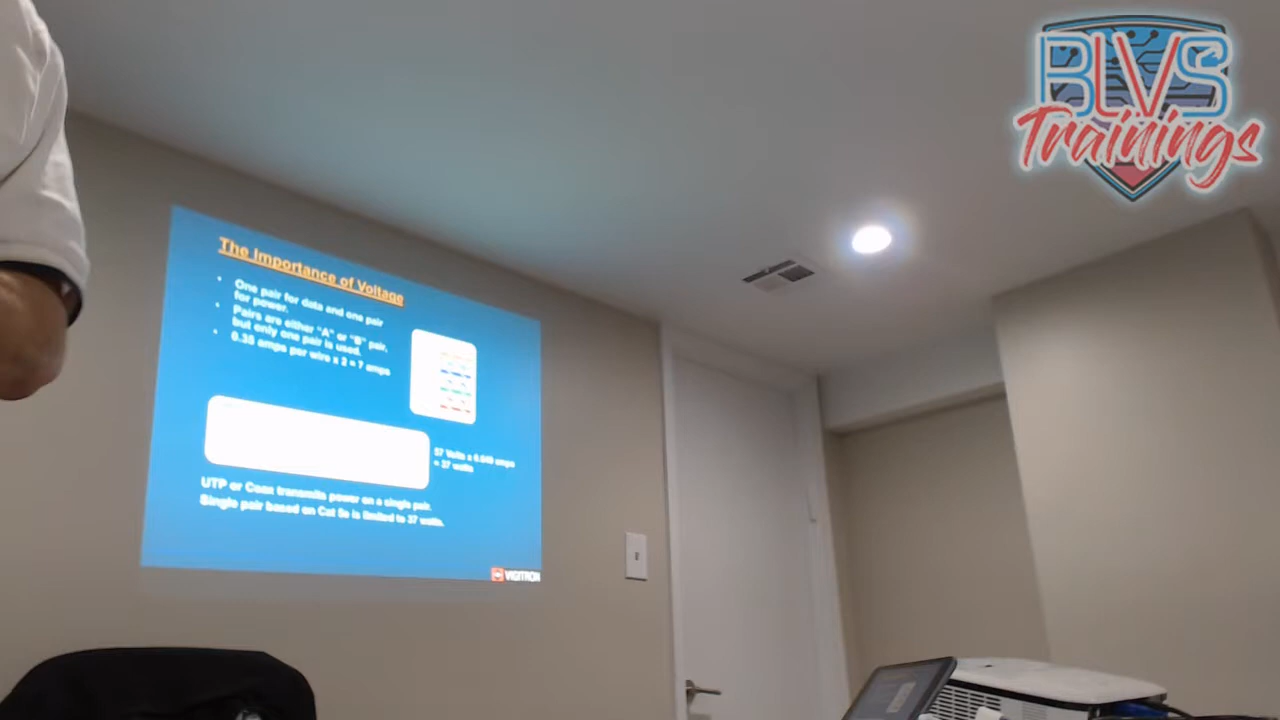 BLVS
Trainings
The Importance of Voltage
• One pair for data and one pair
for power.
• Pairs are either "A" or "B" pair,
but only one pair is used.
• 0.35 amps per wire x 2 = 7 amps
57 Volts x 0.649 amps
= 37 watts
UTP or Coax transmits power on a single pair.
Single pair based on Cat 5e is limited to 37 watts.
VIGITRON